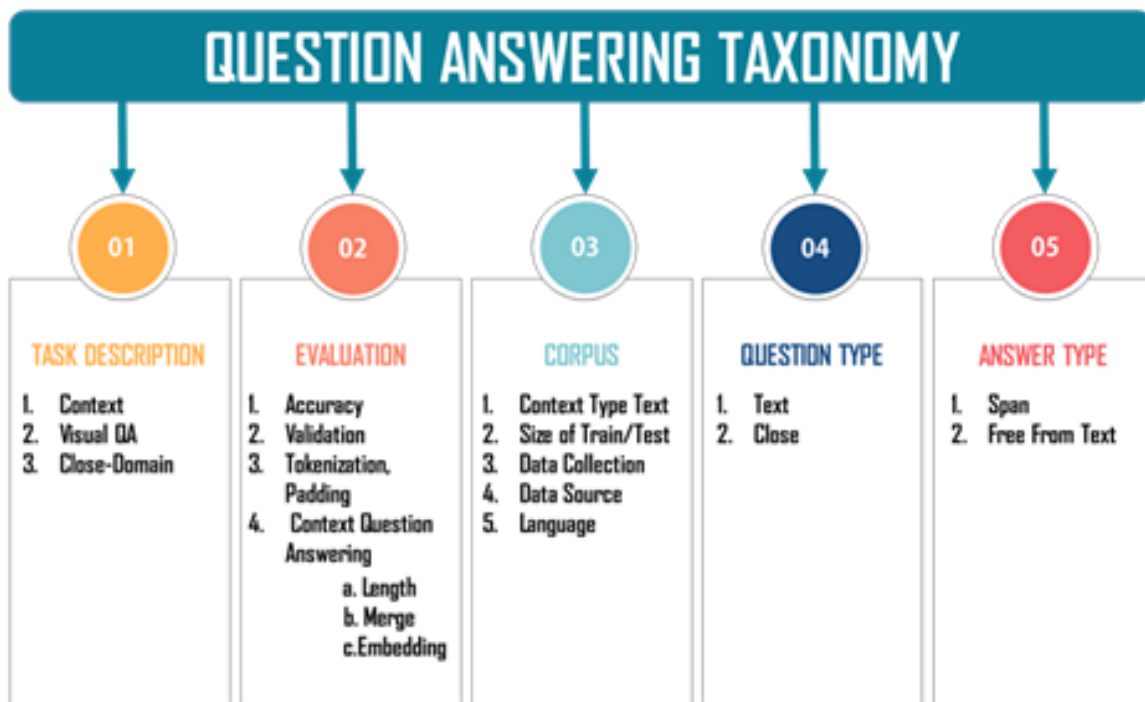 QUESTION ANSWERING TAXONOMY
01
TASK DESCRIPTION
1. Context
2. Visual QA
3. Close-Domain
02
EVALUATION
1. Accuracy
2. Validation
3. Tokenization,
Padding
4. Context Question
Answering
a. Length
b. Merge
c.Embedding
03
CORPUS
1. Context Type Text
2. Size of Train/Test
3. Data Collection
4. Data Source
5. Language
04
QUESTION TYPE
1. Text
2. Close
05
ANSWER TYPE
1. Span
2. Free From Text